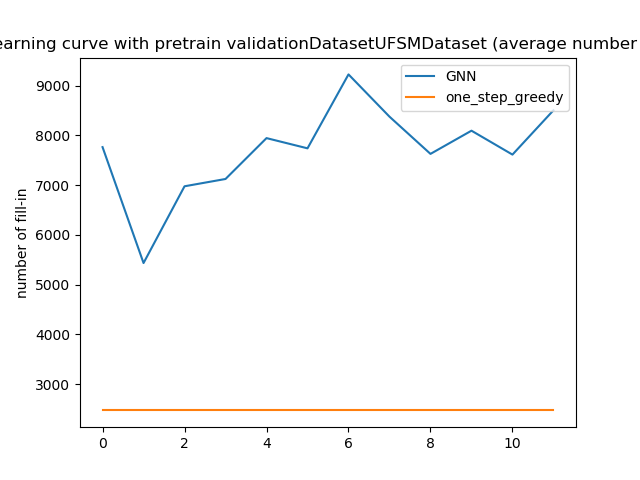 earning curve with pretrain validationDatasetUFSMDataset (average number
GNN
one_step_greedy
number of fill-in
9000
8000
7000
6000
5000
4000
3000
0 2 4 6 8 10